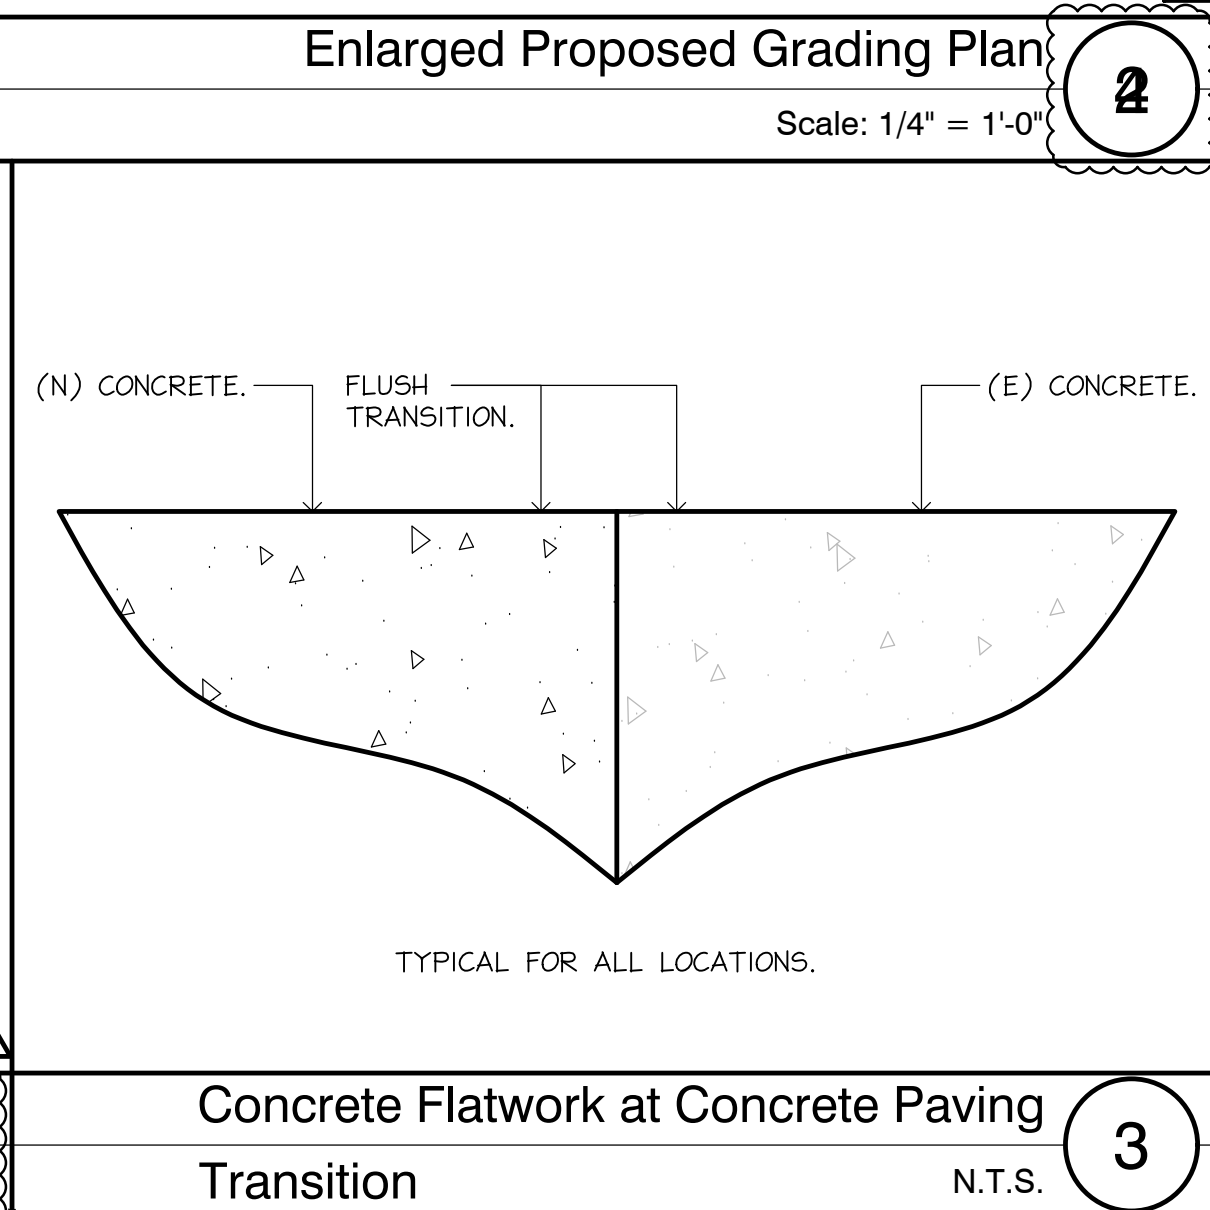 Enlarged Proposed Grading Plan
Scale: 1/4" = 1'-0"
(N) CONCRETE.
FLUSH
TRANSITION.
(E) CONCRETE.
TYPICAL FOR ALL LOCATIONS.
Concrete Flatwork at Concrete Paving
Transition
N.T.S.
3